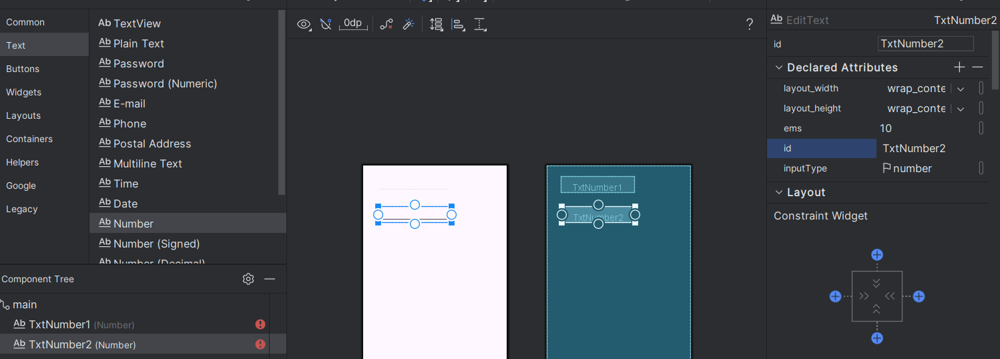 Common
Text
Buttons
Widgets
Layouts
Containers
Helpers
Google
Legacy
Ab TextView
Ab Plain Text
Ab Password
Ab Password (Numeric)
Ab E-mail
Ab Phone
Ab Postal Address
Ab Multiline Text
Ab Time
Ab Date
Ab Number
Ab Number (Signed)
Ab Number (Decimal)
Component Tree
main
Ab TxtNumber1 (Number)
Ab TxtNumber2 (Number)
0dp
?
TxtNumber1
TxtNumber2
Ab EditText TxtNumber2
id TxtNumber2
Declared Attributes
layout_width wrap_conte
layout_height wrap_conte
ems 10
id TxtNumber2
inputType number
Layout
Constraint Widget